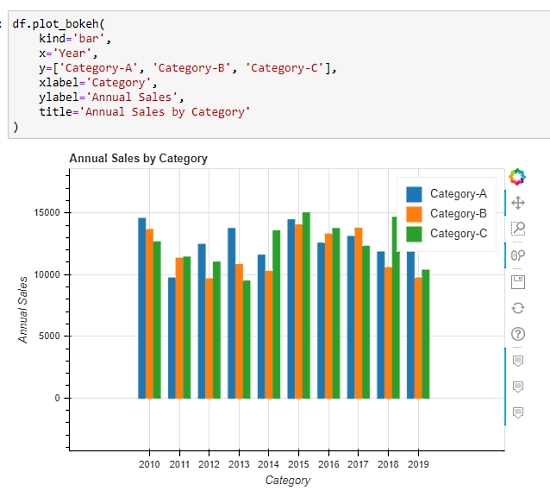 df.plot_bokeh(
    kind='bar',
    x='Year',
    y=['Category-A', 'Category-B', 'Category-C'],
    xlabel='Category',
    ylabel='Annual Sales',
    title='Annual Sales by Category'
)
Annual Sales by Category
Category-A
Category-B
Category-C
15000
10000
5000
0
Annual Sales
2010 2011 2012 2013 2014 2015 2016 2017 2018 2019
Category